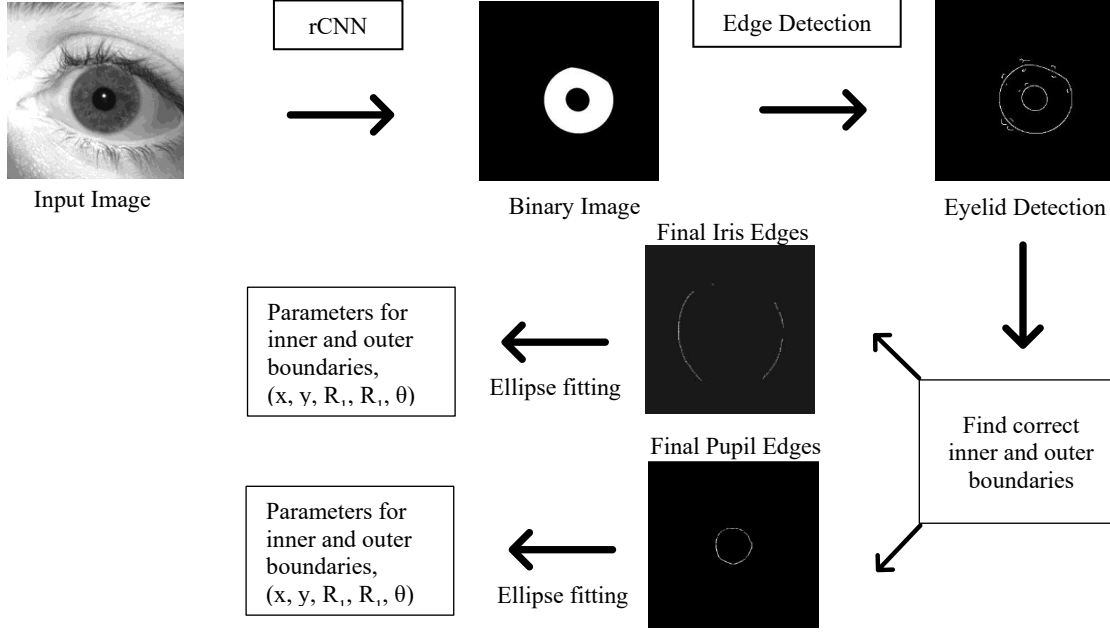 rCNN
Edge Detection
Input Image
Binary Image
Eyelid Detection
Final Iris Edges
Parameters for
inner and outer
boundaries,
(x, y, R₁, R₁, θ)
Ellipse fitting
Find correct
inner and outer
boundaries
Final Pupil Edges
Parameters for
inner and outer
boundaries,
(x, y, R₁, R₁, θ)
Ellipse fitting